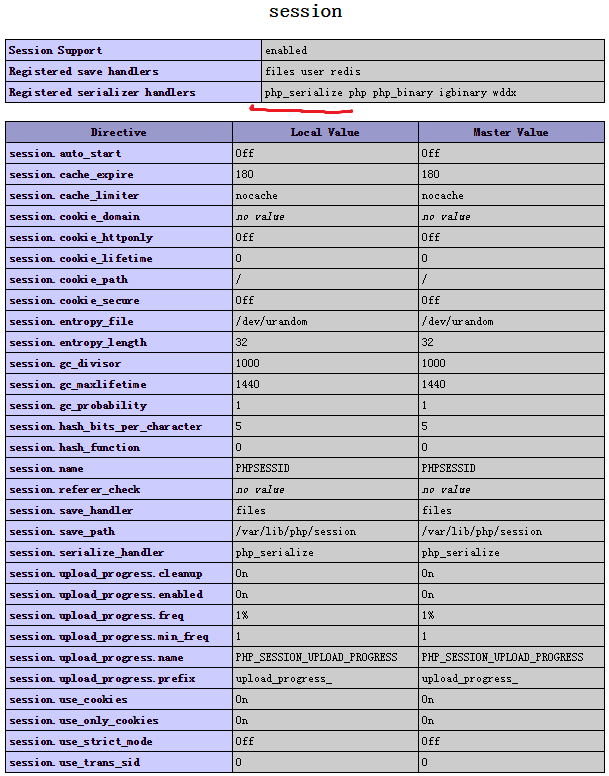 session
Session Support enabled
Registered save handlers files user redis
Registered serializer handlers php_serialize php php_binary igbinary wddx
Directive Local Value Master Value
session.auto_start Off Off
session.cache_expire 180 180
session.cache_limiter nocache nocache
session.cookie_domain no value no value
session.cookie_httponly Off Off
session.cookie_lifetime 0 0
session.cookie_path / /
session.cookie_secure Off Off
session.entropy_file /dev/urandom /dev/urandom
session.entropy_length 32 32
session.gc_divisor 1000 1000
session.gc_maxlifetime 1440 1440
session.gc_probability 1 1
session.hash_bits_per_character 5 5
session.hash_function 0 0
session.name PHPSESSID PHPSESSID
session.referer_check no value no value
session.save_handler files files
session.save_path /var/lib/php/session /var/lib/php/session
session.serialize_handler php_serialize php_serialize
session.upload_progress.cleanup On On
session.upload_progress.enabled On On
session.upload_progress.freq 1% 1%
session.upload_progress.min_freq 1 1
session.upload_progress.name PHP_SESSION_UPLOAD_PROGRESS PHP_SESSION_UPLOAD_PROGRESS
session.upload_progress.prefix upload_progress_ upload_progress_
session.use_cookies On On
session.use_only_cookies On On
session.use_strict_mode Off Off
session.use_trans_sid 0 0